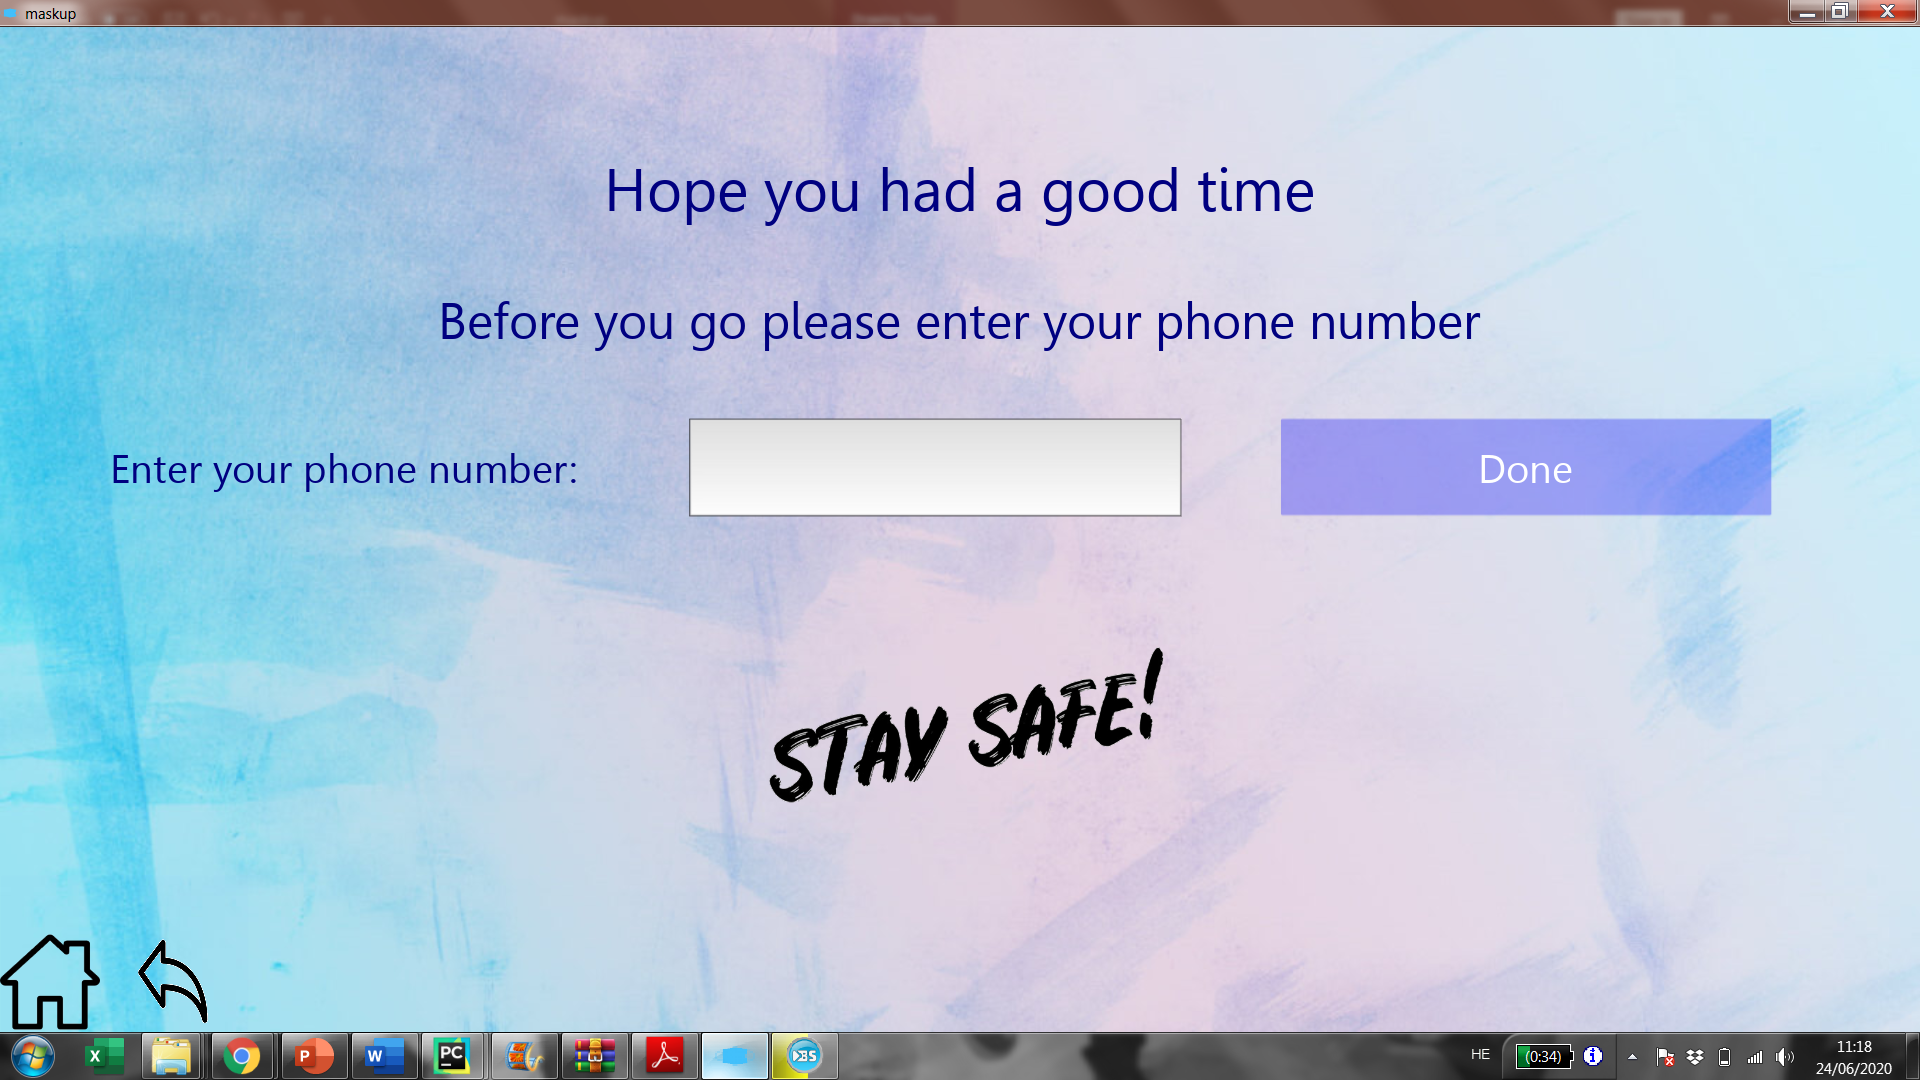 maskup
Hope you had a good time
Before you go please enter your phone number
Enter your phone number:
Done
STAY SAFE!
HE
(0:34)
11:18
24/06/2020